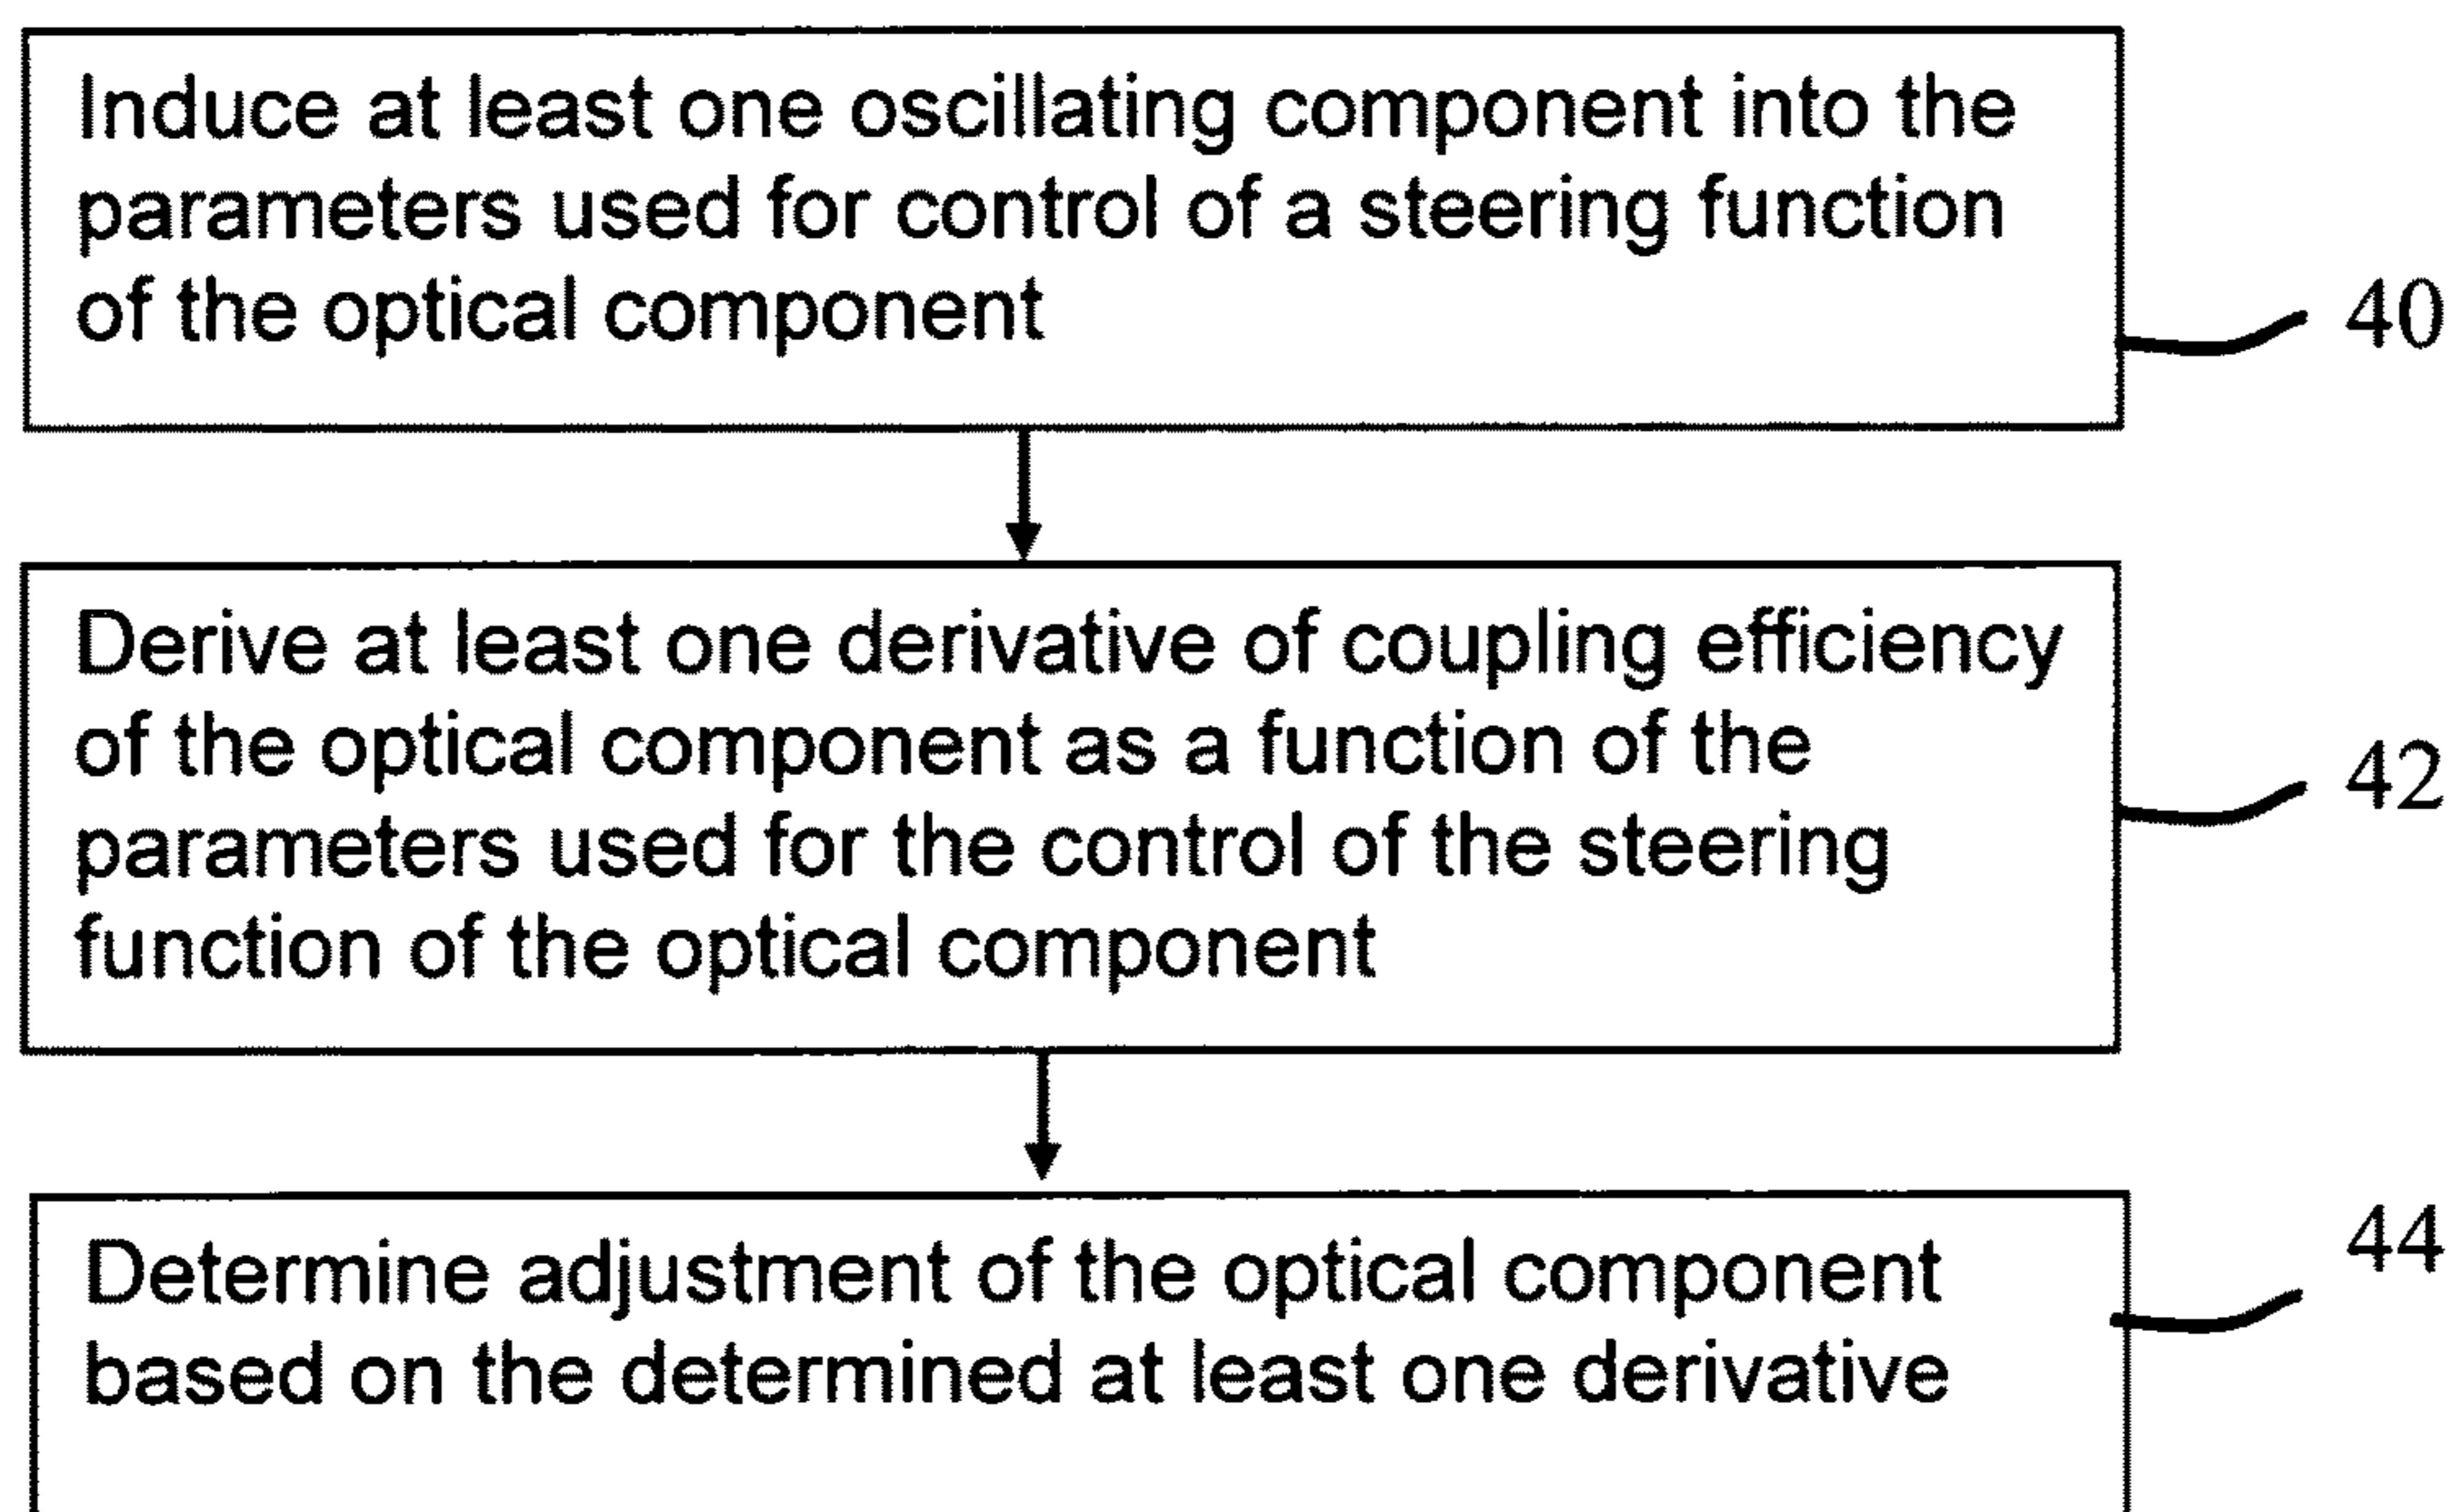 Induce at least one oscillating component into the
parameters used for control of a steering function
of the optical component
40
Derive at least one derivative of coupling efficiency
of the optical component as a function of the
parameters used for the control of the steering
function of the optical component
42
Determine adjustment of the optical component
based on the determined at least one derivative
44